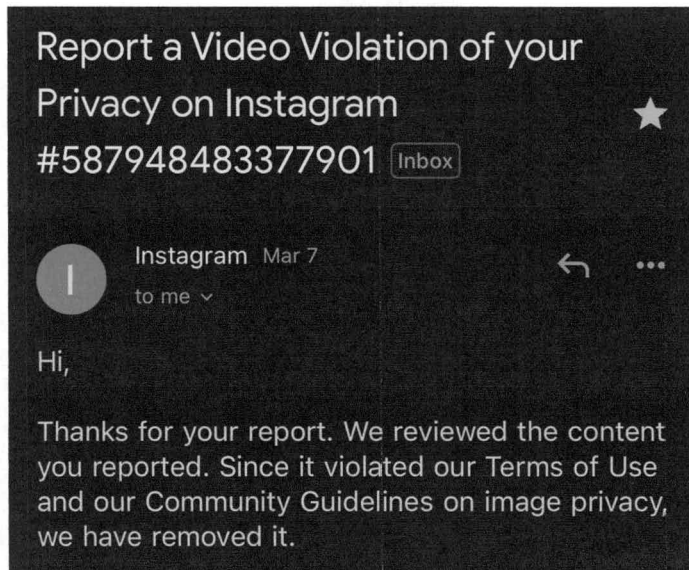 Report a Video Violation of your
Privacy on Instagram
#587948483377901 Inbox
I
Instagram Mar 7
to me
Hi,
Thanks for your report. We reviewed the content
you reported. Since it violated our Terms of Use
and our Community Guidelines on image privacy,
we have removed it.